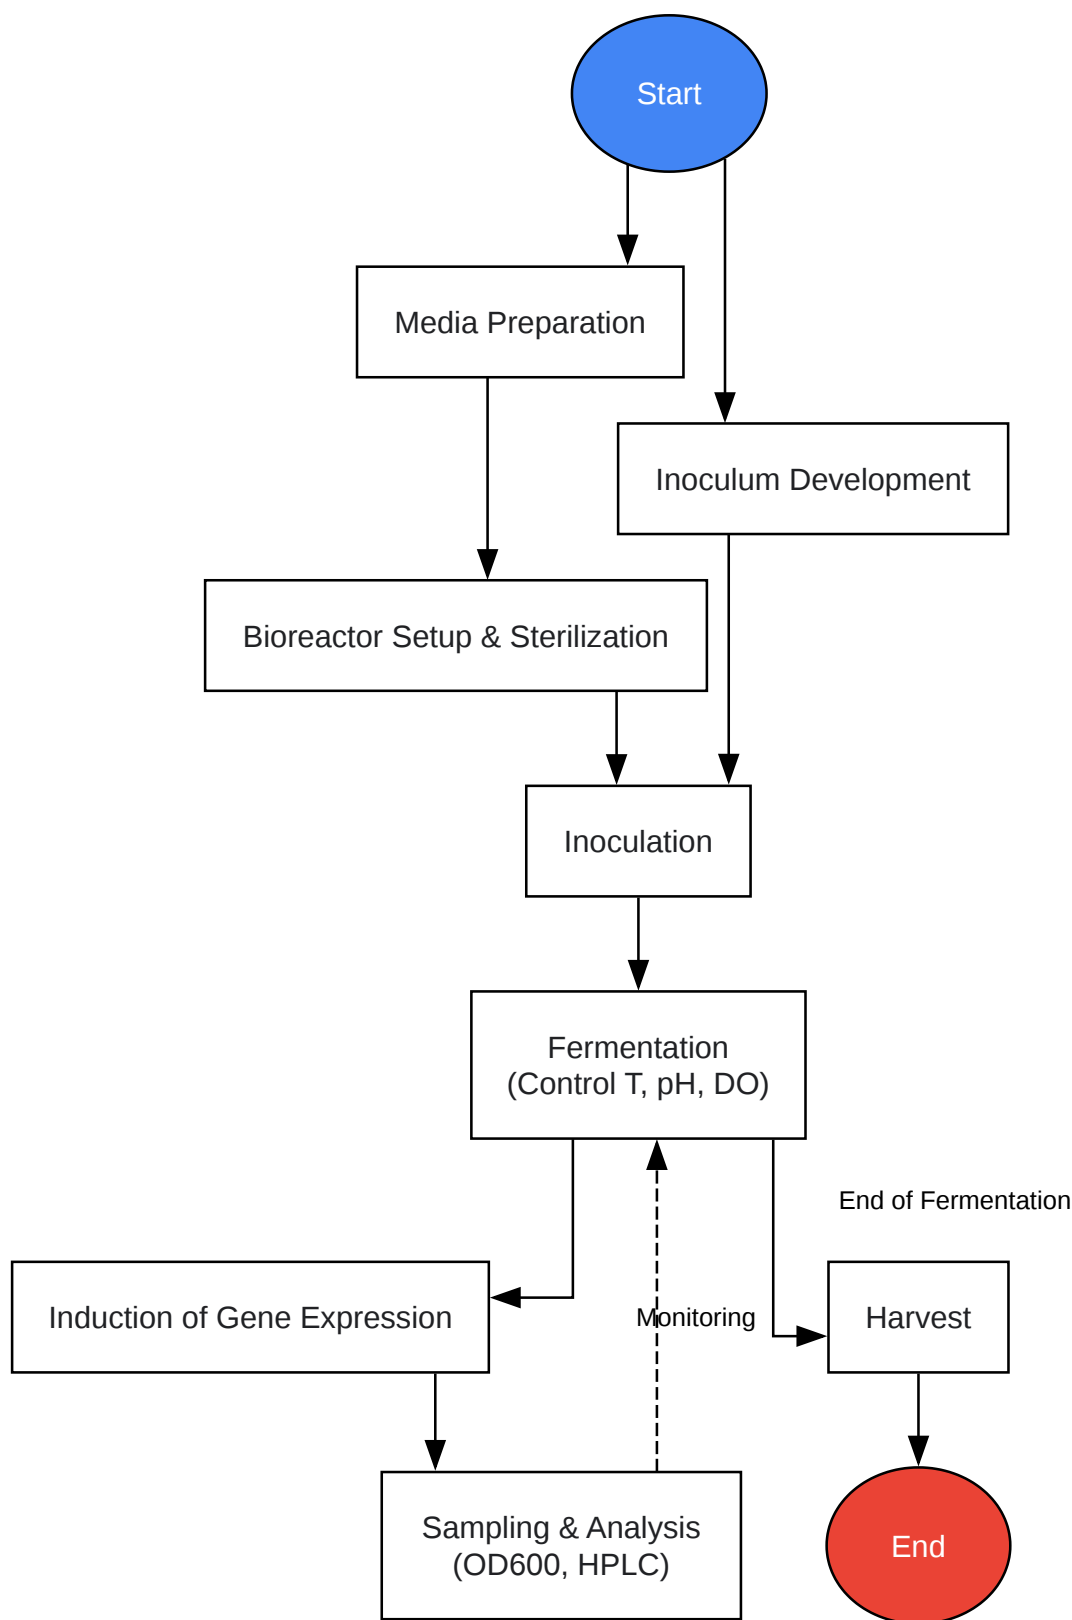 Start
Media Preparation
Inoculum Development
Bioreactor Setup & Sterilization
Inoculation
Fermentation
(Control T, pH, DO)
End of Fermentation
Induction of Gene Expression
Monitoring
Harvest
Sampling & Analysis
(OD600, HPLC)
End